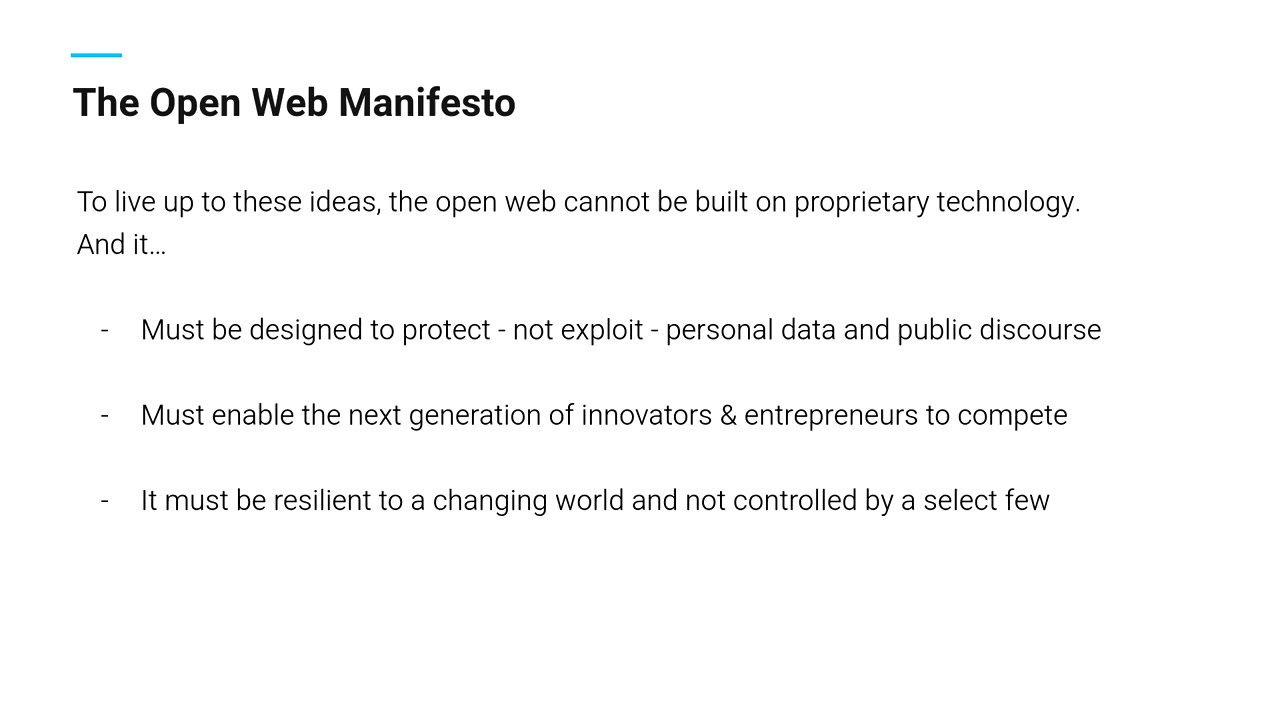 The Open Web Manifesto
To live up to these ideas, the open web cannot be built on proprietary technology.
And it…
- Must be designed to protect - not exploit - personal data and public discourse
- Must enable the next generation of innovators & entrepreneurs to compete
- It must be resilient to a changing world and not controlled by a select few